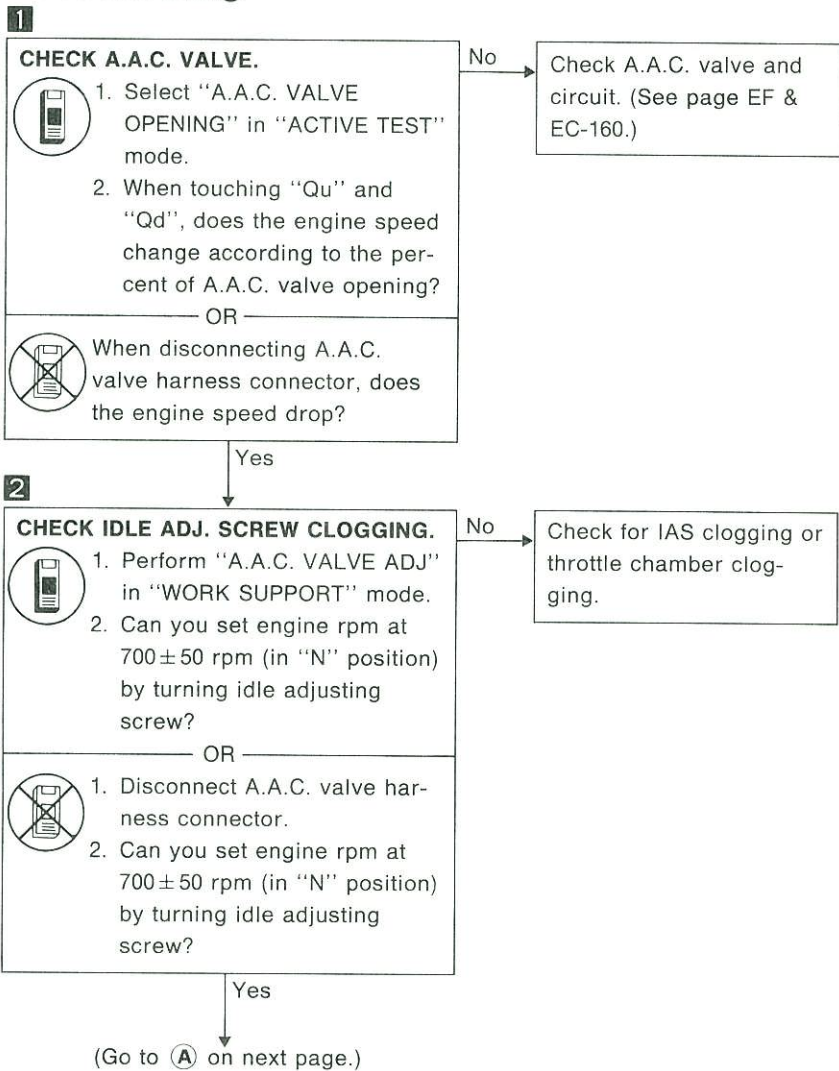 1
CHECK A.A.C. VALVE.
1. Select "A.A.C. VALVE
OPENING" in "ACTIVE TEST"
mode.
2. When touching "Qu" and
"Qd", does the engine speed
change according to the per-
cent of A.A.C. valve opening?
OR
When disconnecting A.A.C.
valve harness connector, does
the engine speed drop?
No
Check A.A.C. valve and
circuit. (See page EF &
EC-160.)
Yes
2
CHECK IDLE ADJ. SCREW CLOGGING.
1. Perform "A.A.C. VALVE ADJ"
in "WORK SUPPORT" mode.
2. Can you set engine rpm at
700±50 rpm (in "N" position)
by turning idle adjusting
screw?
OR
1. Disconnect A.A.C. valve har-
ness connector.
2. Can you set engine rpm at
700±50 rpm (in "N" position)
by turning idle adjusting
screw?
No
Check for IAS clogging or
throttle chamber clog-
ging.
Yes
(Go to A on next page.)